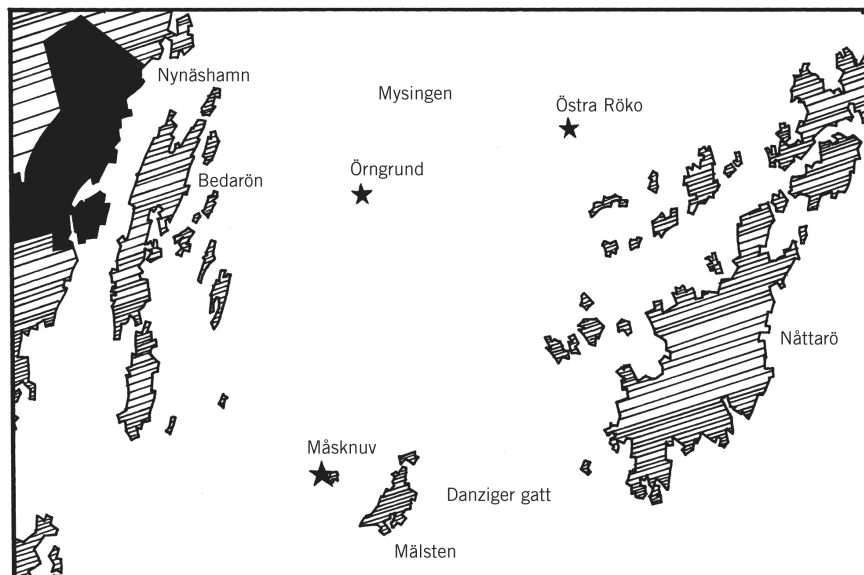 Nynäshamn
Mysingen
Östra Röko
Örngrund
Bedarön
Nåttarö
Måsknuv
Danziger gatt
Mälsten